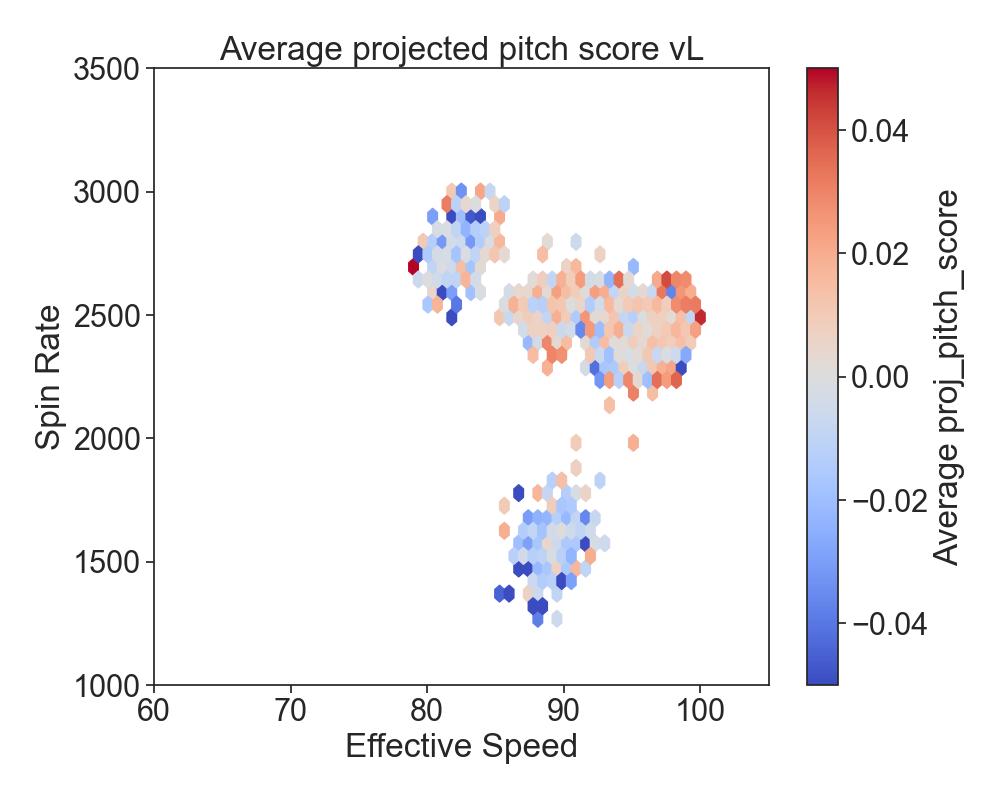 Average projected pitch score vL
3500
3000
2500
2000
1500
1000
Spin Rate
60 70 80 90 100
Effective Speed
0.04
0.02
0.00
−0.02
−0.04
Average proj_pitch_score